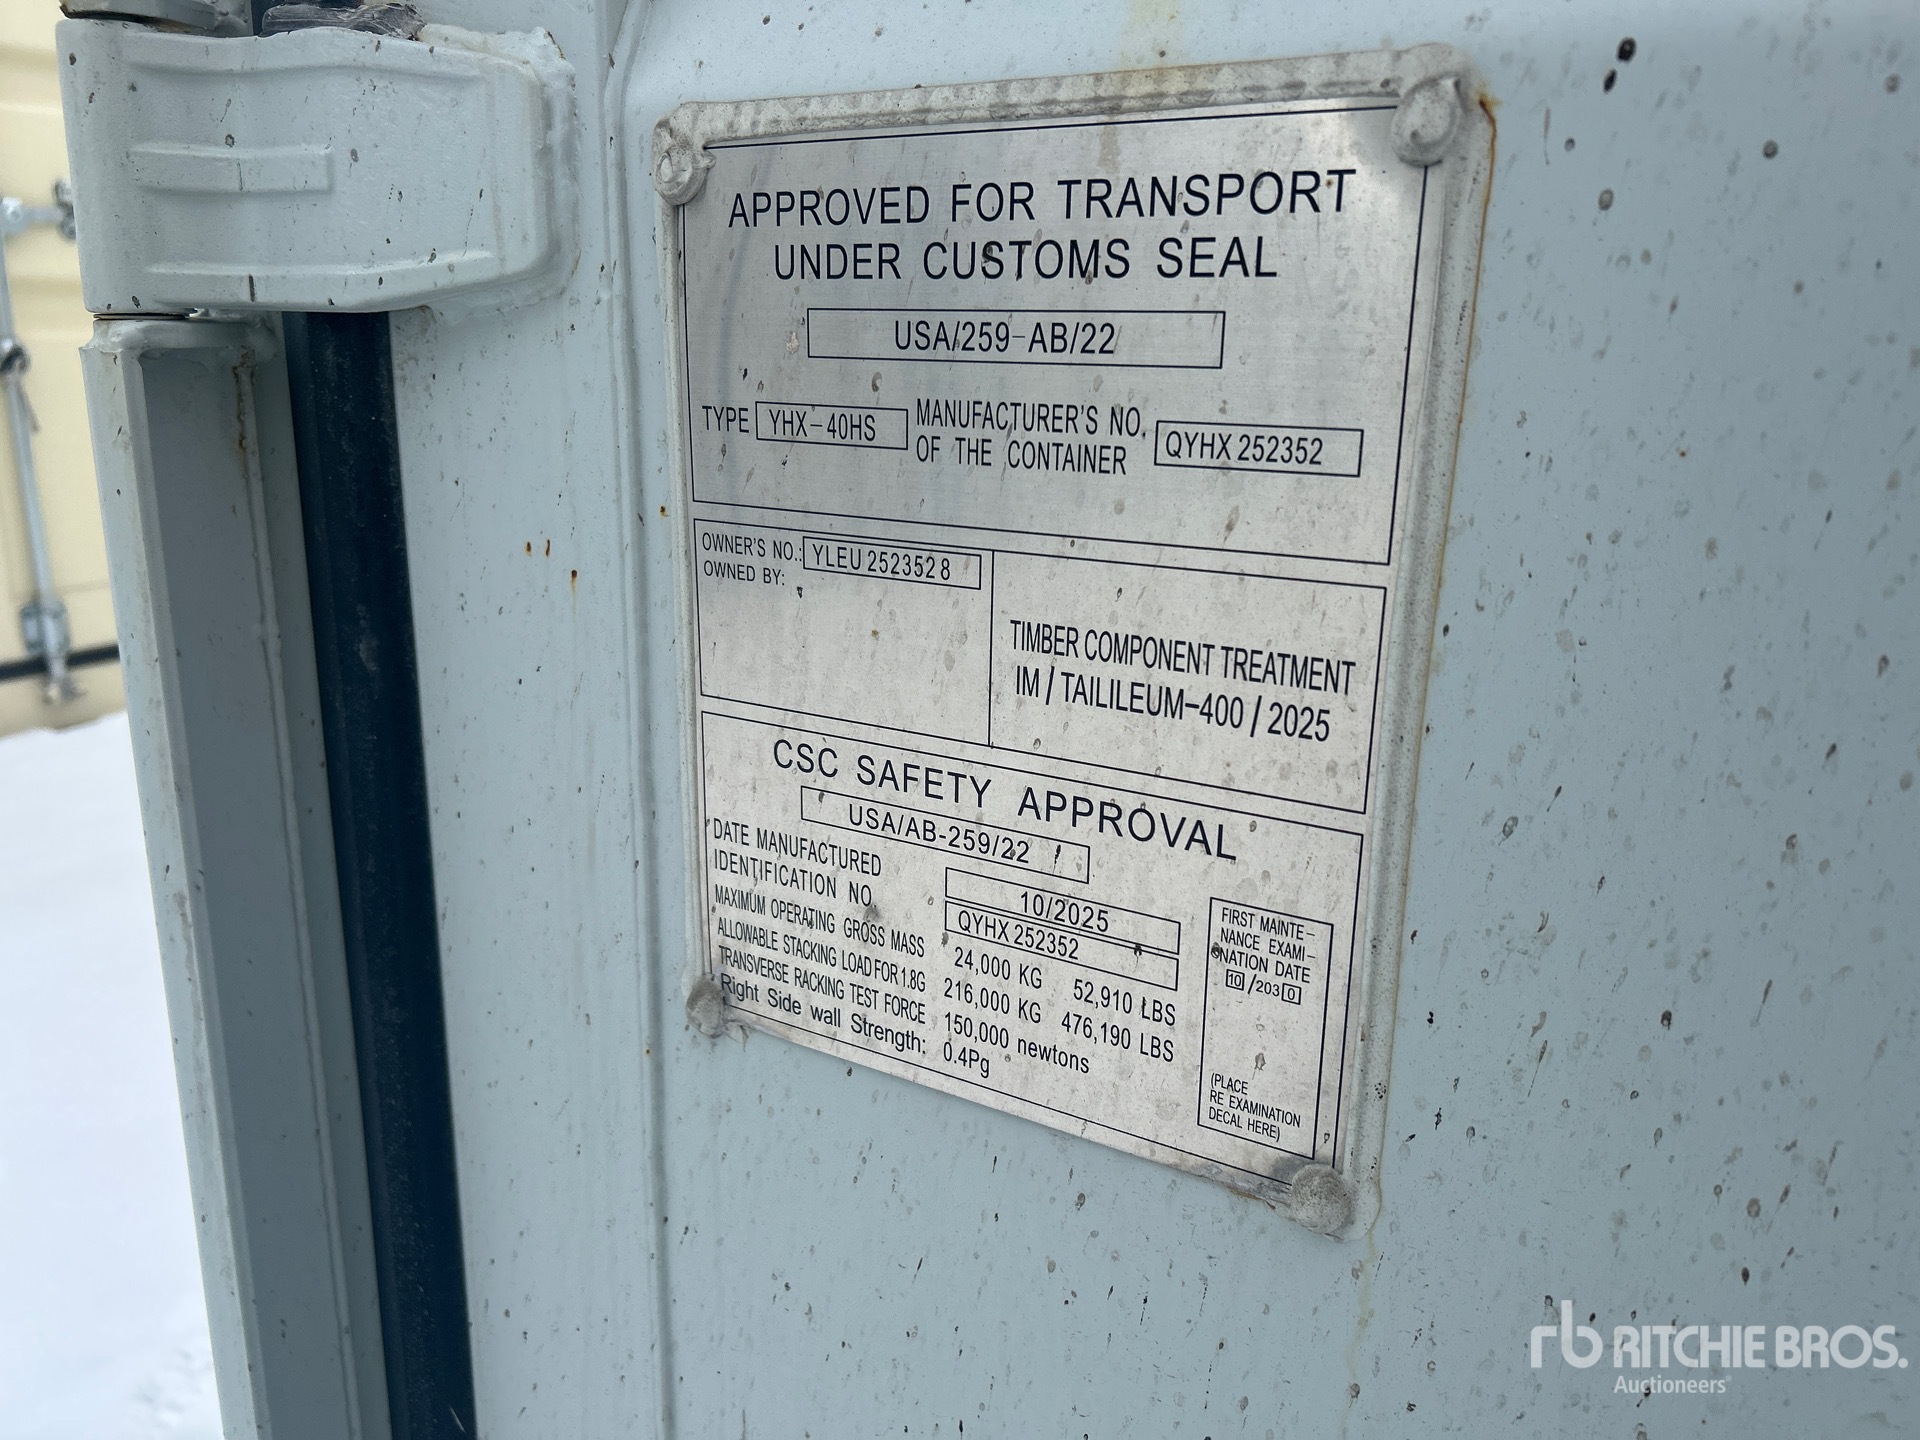 APPROVED FOR TRANSPORT
UNDER CUSTOMS SEAL
USA/259-AB/22
TYPE YHX-40HS MANUFACTURER'S NO.
OF THE CONTAINER QYHX 252352
OWNER'S NO.: YLEU 252352 8
OWNED BY:
TIMBER COMPONENT TREATMENT
IM / TAILILEUM-400 / 2025
CSC SAFETY APPROVAL
USA/AB-259/22
DATE MANUFACTURED 10/2025
IDENTIFICATION NO. QYHX 252352
MAXIMUM OPERATING GROSS MASS 24,000 KG 52,910 LBS
ALLOWABLE STACKING LOAD FOR 1.8G 216,000 KG 476,190 LBS
TRANSVERSE RACKING TEST FORCE 150,000 newtons
Right Side wall Strength: 0.4Pg
FIRST MAINTE-
NANCE EXAMI-
NATION DATE
10/2030
(PLACE
RE EXAMINATION
DECAL HERE)
rb RITCHIE BROS.
Auctioneers